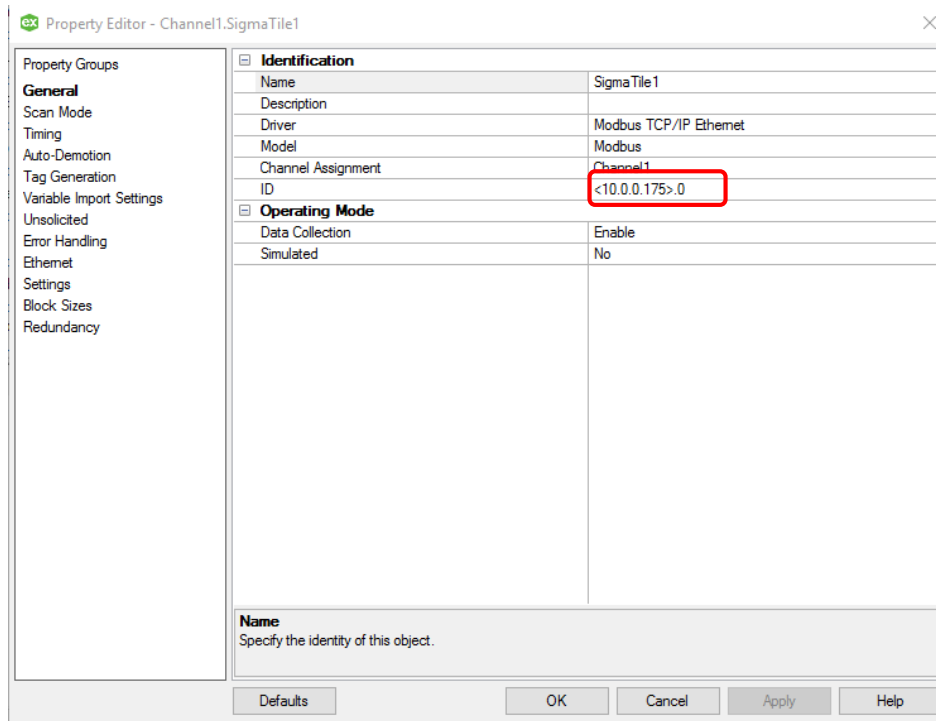 ex Property Editor - Channel1.SigmaTile1
Property Groups
General
Scan Mode
Timing
Auto-Demotion
Tag Generation
Variable Import Settings
Unsolicited
Error Handling
Ethernet
Settings
Block Sizes
Redundancy
Identification
Name SigmaTile1
Description
Driver Modbus TCP/IP Ethernet
Model Modbus
Channel Assignment Channel1
ID <10.0.0.175>.0
Operating Mode
Data Collection Enable
Simulated No
Name
Specify the identity of this object.
Defaults OK Cancel Apply Help